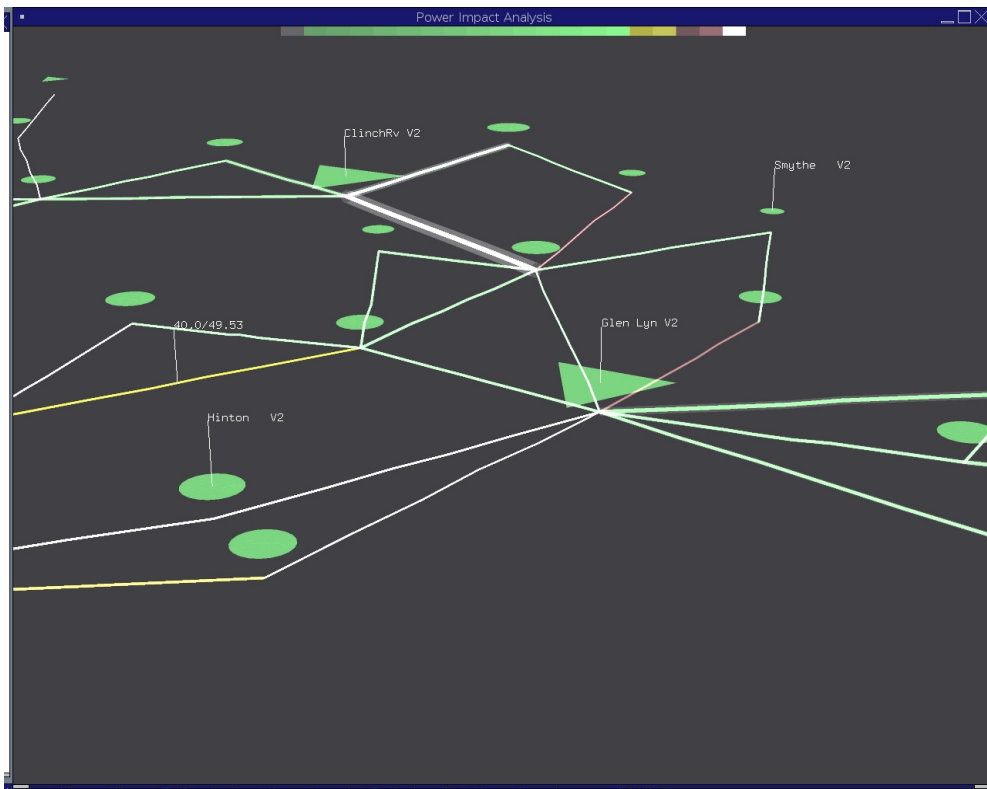 Power Impact Analysis
ClinchRv V2
Smythe V2
40.0/49.53
Glen Lyn V2
Hinton V2